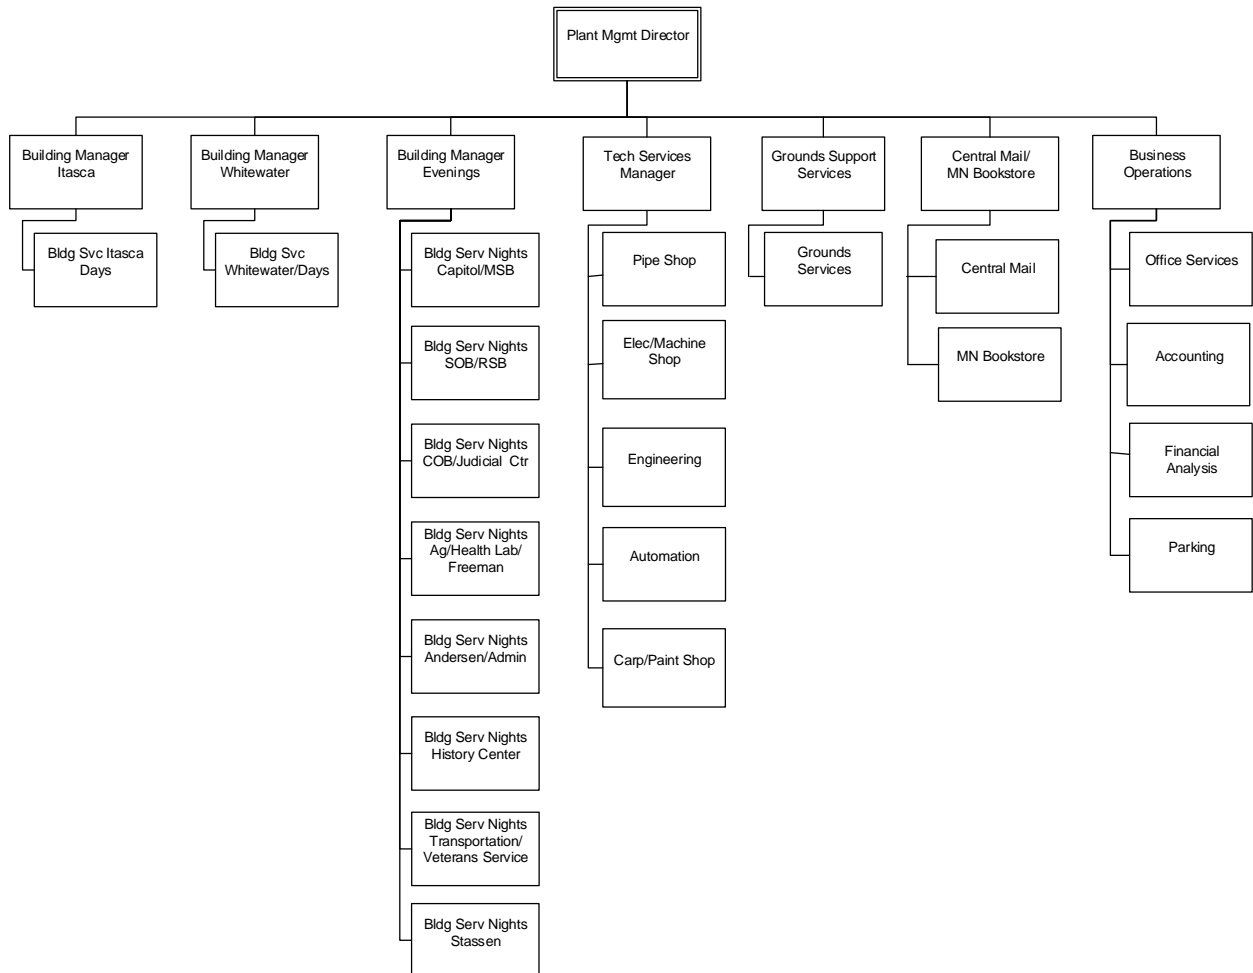 Plant Mgmt Director
Building Manager
Itasca
Building Manager
Whitewater
Building Manager
Evenings
Tech Services
Manager
Grounds Support
Services
Central Mail/
MN Bookstore
Business
Operations
Bldg Svc Itasca
Days
Bldg Svc
Whitewater/Days
Bldg Serv Nights
Capitol/MSB
Bldg Serv Nights
SOB/RSB
Bldg Serv Nights
COB/Judicial Ctr
Bldg Serv Nights
Ag/Health Lab/
Freeman
Bldg Serv Nights
Andersen/Admin
Bldg Serv Nights
History Center
Bldg Serv Nights
Transportation/
Veterans Service
Bldg Serv Nights
Stassen
Pipe Shop
Elec/Machine
Shop
Engineering
Automation
Carp/Paint Shop
Grounds
Services
Central Mail
MN Bookstore
Office Services
Accounting
Financial
Analysis
Parking